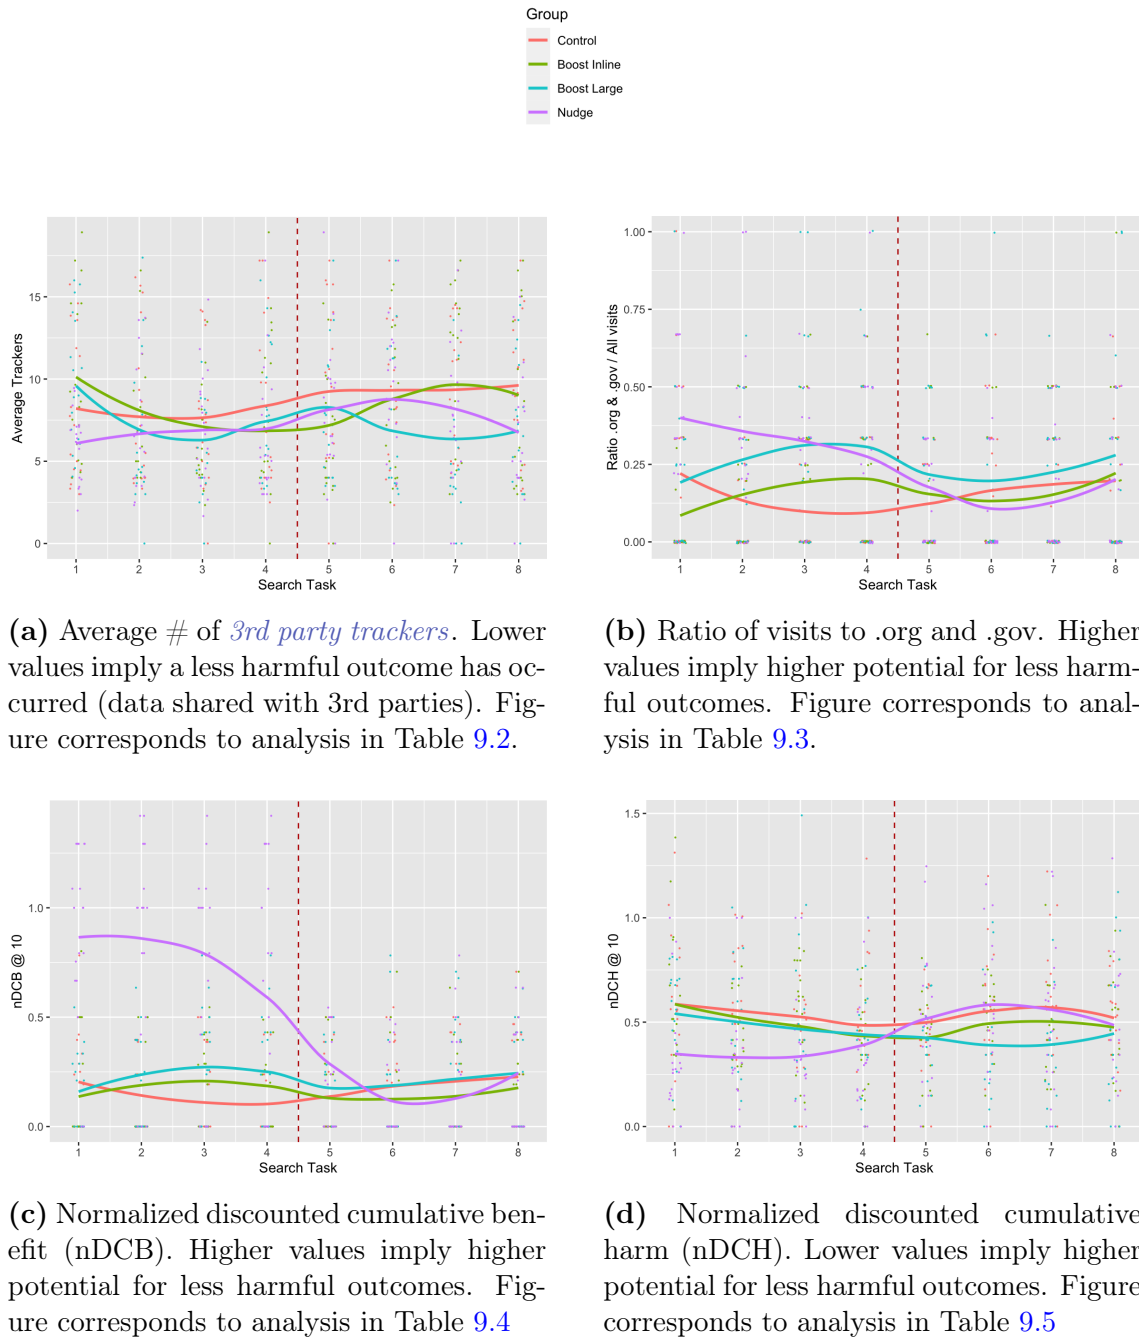 Group
Control
Boost Inline
Boost Large
Nudge
15
10
5
0
Average Trackers
1 2 3 4 5 6 7 8
Search Task
1.00
0.75
0.50
0.25
0.00
Ratio .org & .gov / All visits
1 2 3 4 5 6 7 8
Search Task
(a) Average # of 3rd party trackers. Lower
values imply a less harmful outcome has oc-
curred (data shared with 3rd parties). Fig-
ure corresponds to analysis in Table 9.2.
(b) Ratio of visits to .org and .gov. Higher
values imply higher potential for less harm-
ful outcomes. Figure corresponds to anal-
ysis in Table 9.3.
1.0
0.5
0.0
nDCB @ 10
1 2 3 4 5 6 7 8
Search Task
1.5
1.0
0.5
0.0
nDCH @ 10
1 2 3 4 5 6 7 8
Search Task
(c) Normalized discounted cumulative ben-
efit (nDCB). Higher values imply higher
potential for less harmful outcomes. Fig-
ure corresponds to analysis in Table 9.4
(d) Normalized discounted cumulative
harm (nDCH). Lower values imply higher
potential for less harmful outcomes. Figure
corresponds to analysis in Table 9.5